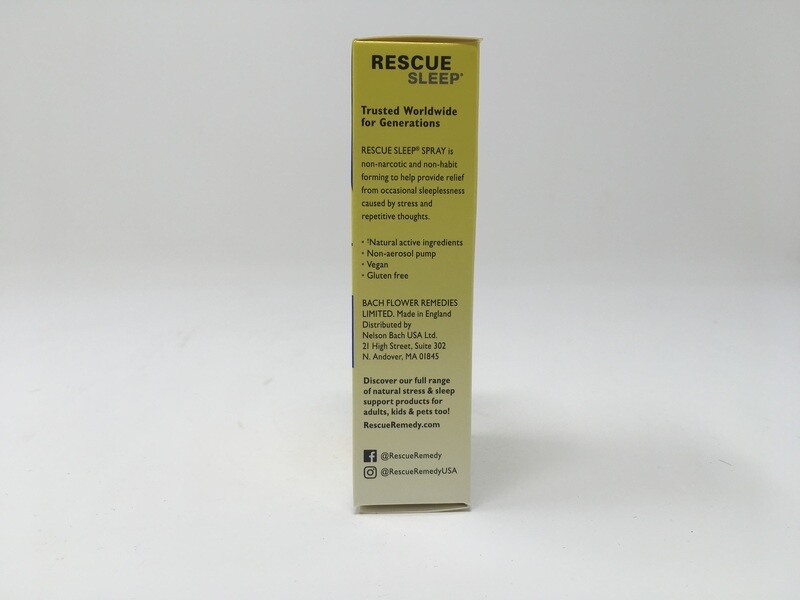 RESCUE
SLEEP®
Trusted Worldwide
for Generations
RESCUE SLEEP® SPRAY is
non-narcotic and non-habit
forming to help provide relief
from occasional sleeplessness
caused by stress and
repetitive thoughts.
• †Natural active ingredients
• Non-aerosol pump
• Vegan
• Gluten free
BACH FLOWER REMEDIES
LIMITED. Made in England
Distributed by
Nelson Bach USA Ltd.
21 High Street, Suite 302
N. Andover, MA 01845
Discover our full range
of natural stress & sleep
support products for
adults, kids & pets too!
RescueRemedy.com
@RescueRemedy
@RescueRemedyUSA